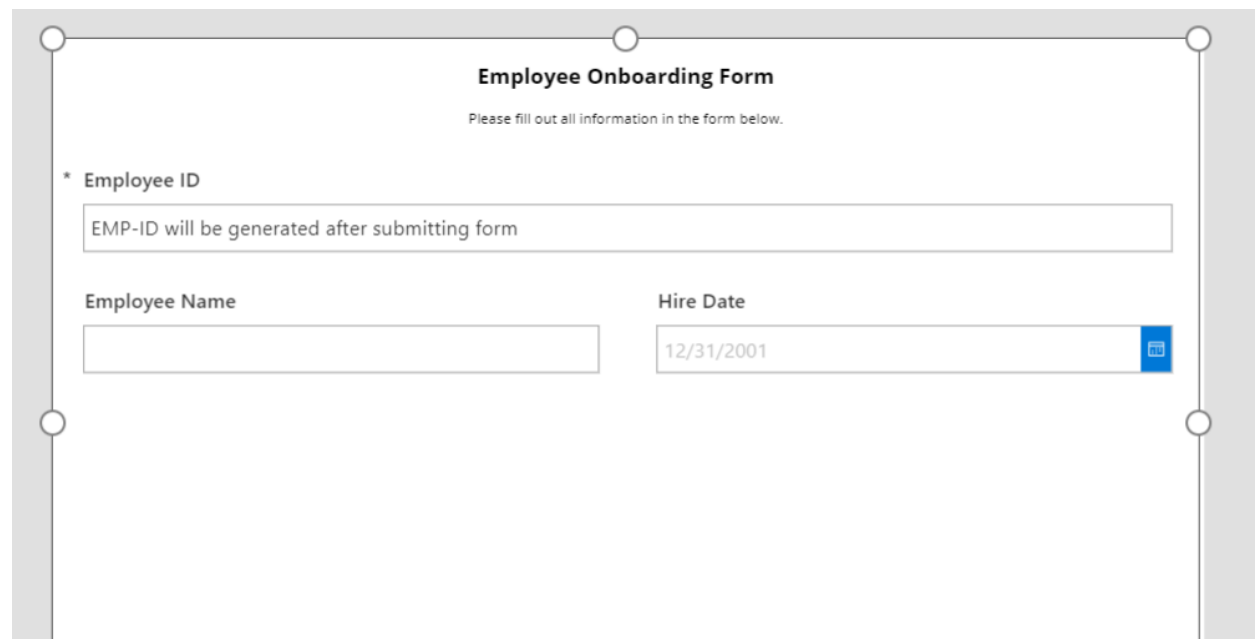 Employee Onboarding Form
Please fill out all information in the form below.
* Employee ID
EMP-ID will be generated after submitting form
Employee Name
Hire Date
12/31/2001